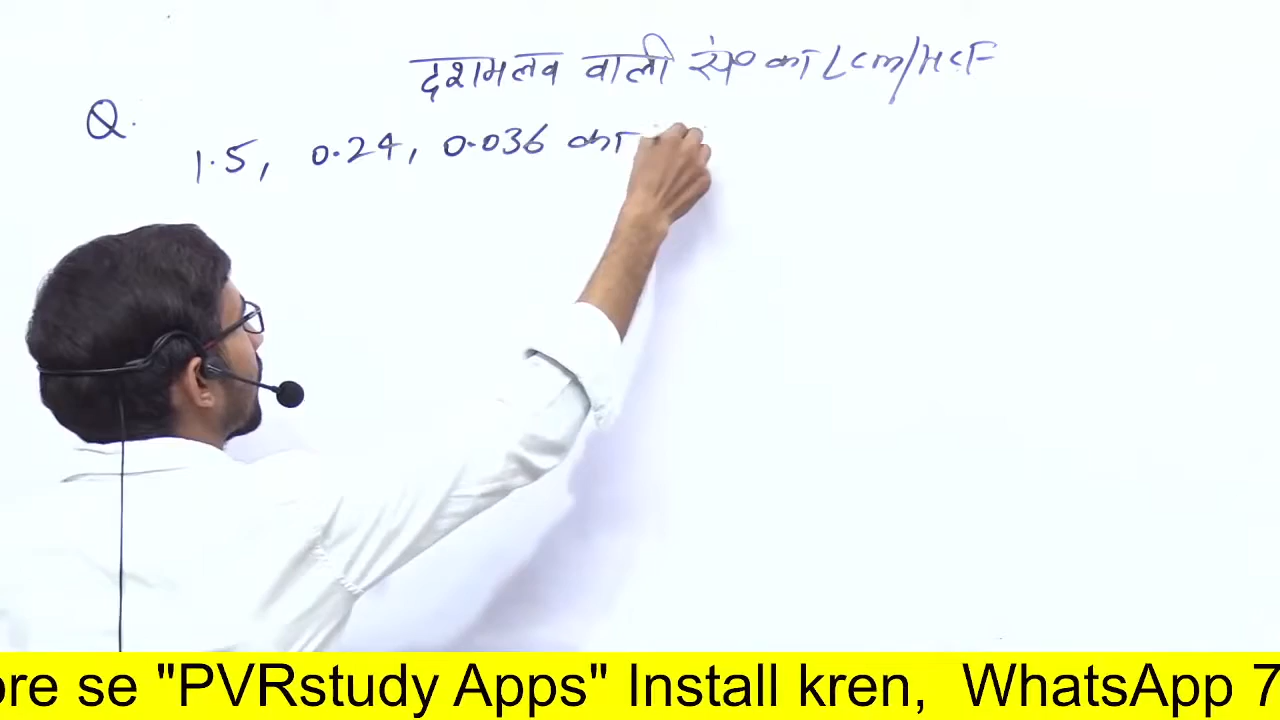 दशमलव वाली सं० का Lcm/HCF
Q.
1.5, 0.24, 0.036 का
ore se "PVRstudy Apps" Install kren, WhatsApp 7